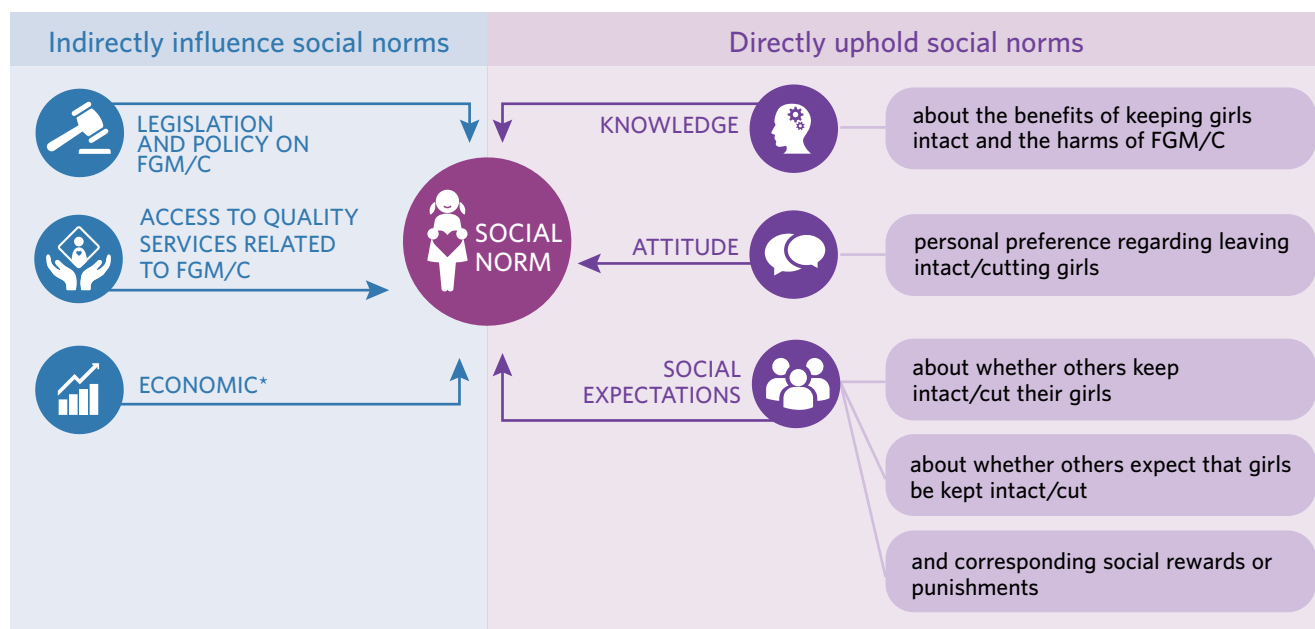 Indirectly influence social norms
Directly uphold social norms
LEGISLATION
AND POLICY ON
FGM/C
ACCESS TO QUALITY
SERVICES RELATED
TO FGM/C
ECONOMIC*
SOCIAL
NORM
KNOWLEDGE
about the benefits of keeping girls
intact and the harms of FGM/C
ATTITUDE
personal preference regarding leaving
intact/cutting girls
SOCIAL
EXPECTATIONS
about whether others keep
intact/cut their girls
about whether others expect that girls
be kept intact/cut
and corresponding social rewards or
punishments